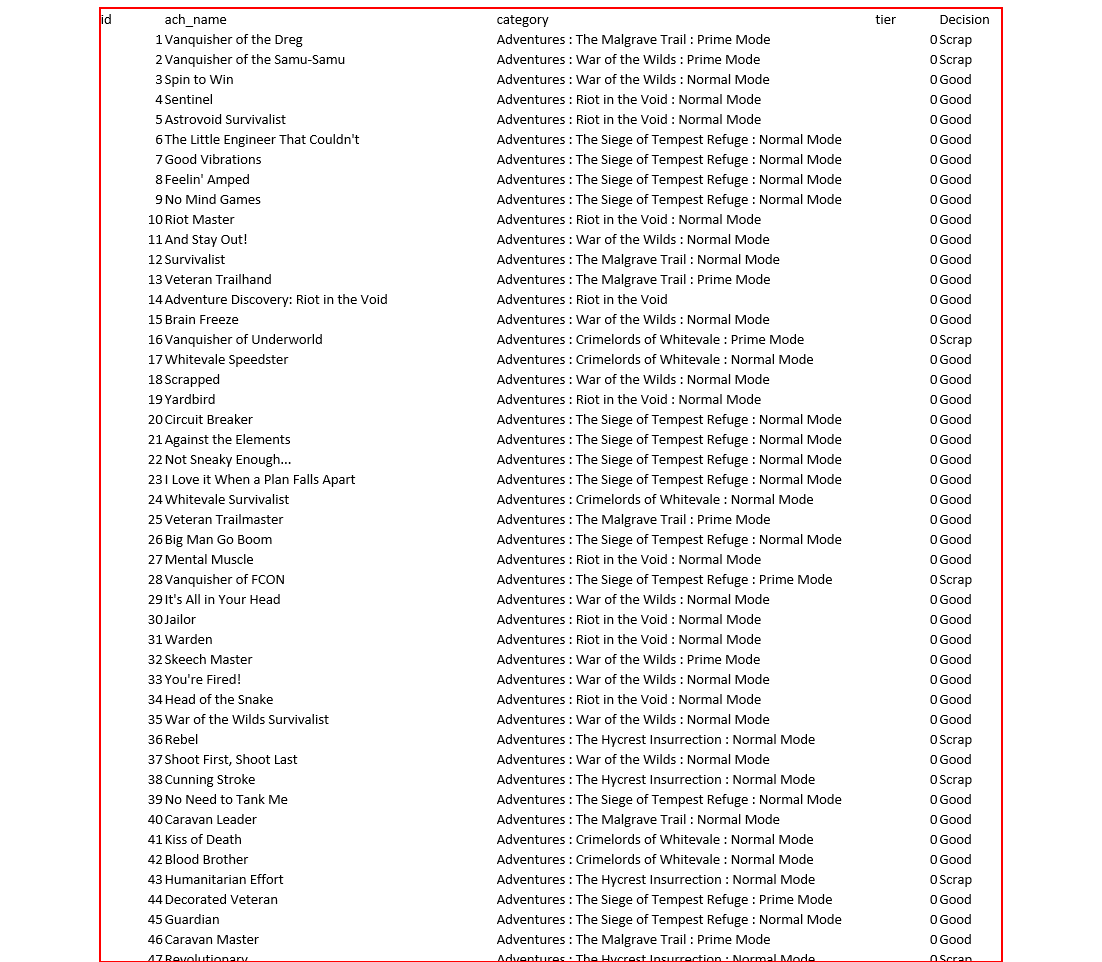 id ach_name category tier Decision
1 Vanquisher of the Dreg Adventures : The Malgrave Trail : Prime Mode 0 Scrap
2 Vanquisher of the Samu-Samu Adventures : War of the Wilds : Prime Mode 0 Scrap
3 Spin to Win Adventures : War of the Wilds : Normal Mode 0 Good
4 Sentinel Adventures : Riot in the Void : Normal Mode 0 Good
5 Astrovoid Survivalist Adventures : Riot in the Void : Normal Mode 0 Good
6 The Little Engineer That Couldn't Adventures : The Siege of Tempest Refuge : Normal Mode 0 Good
7 Good Vibrations Adventures : The Siege of Tempest Refuge : Normal Mode 0 Good
8 Feelin' Amped Adventures : The Siege of Tempest Refuge : Normal Mode 0 Good
9 No Mind Games Adventures : The Siege of Tempest Refuge : Normal Mode 0 Good
10 Riot Master Adventures : Riot in the Void : Normal Mode 0 Good
11 And Stay Out! Adventures : War of the Wilds : Normal Mode 0 Good
12 Survivalist Adventures : The Malgrave Trail : Normal Mode 0 Good
13 Veteran Trailhand Adventures : The Malgrave Trail : Prime Mode 0 Good
14 Adventure Discovery: Riot in the Void Adventures : Riot in the Void 0 Good
15 Brain Freeze Adventures : War of the Wilds : Normal Mode 0 Good
16 Vanquisher of Underworld Adventures : Crimelords of Whitevale : Prime Mode 0 Scrap
17 Whitevale Speedster Adventures : Crimelords of Whitevale : Normal Mode 0 Good
18 Scrapped Adventures : War of the Wilds : Normal Mode 0 Good
19 Yardbird Adventures : Riot in the Void : Normal Mode 0 Good
20 Circuit Breaker Adventures : The Siege of Tempest Refuge : Normal Mode 0 Good
21 Against the Elements Adventures : The Siege of Tempest Refuge : Normal Mode 0 Good
22 Not Sneaky Enough... Adventures : The Siege of Tempest Refuge : Normal Mode 0 Good
23 I Love it When a Plan Falls Apart Adventures : The Siege of Tempest Refuge : Normal Mode 0 Good
24 Whitevale Survivalist Adventures : Crimelords of Whitevale : Normal Mode 0 Good
25 Veteran Trailmaster Adventures : The Malgrave Trail : Prime Mode 0 Good
26 Big Man Go Boom Adventures : The Siege of Tempest Refuge : Normal Mode 0 Good
27 Mental Muscle Adventures : Riot in the Void : Normal Mode 0 Good
28 Vanquisher of FCON Adventures : The Siege of Tempest Refuge : Prime Mode 0 Scrap
29 It's All in Your Head Adventures : War of the Wilds : Normal Mode 0 Good
30 Jailor Adventures : Riot in the Void : Normal Mode 0 Good
31 Warden Adventures : Riot in the Void : Normal Mode 0 Good
32 Skeech Master Adventures : War of the Wilds : Prime Mode 0 Good
33 You're Fired! Adventures : War of the Wilds : Normal Mode 0 Good
34 Head of the Snake Adventures : Riot in the Void : Normal Mode 0 Good
35 War of the Wilds Survivalist Adventures : War of the Wilds : Normal Mode 0 Good
36 Rebel Adventures : The Hycrest Insurrection : Normal Mode 0 Scrap
37 Shoot First, Shoot Last Adventures : War of the Wilds : Normal Mode 0 Good
38 Cunning Stroke Adventures : The Hycrest Insurrection : Normal Mode 0 Scrap
39 No Need to Tank Me Adventures : The Siege of Tempest Refuge : Normal Mode 0 Good
40 Caravan Leader Adventures : The Malgrave Trail : Normal Mode 0 Good
41 Kiss of Death Adventures : Crimelords of Whitevale : Normal Mode 0 Good
42 Blood Brother Adventures : Crimelords of Whitevale : Normal Mode 0 Good
43 Humanitarian Effort Adventures : The Hycrest Insurrection : Normal Mode 0 Scrap
44 Decorated Veteran Adventures : The Siege of Tempest Refuge : Prime Mode 0 Good
45 Guardian Adventures : The Siege of Tempest Refuge : Normal Mode 0 Good
46 Caravan Master Adventures : The Malgrave Trail : Prime Mode 0 Good
47 Revolutionary Adventures : The Hycrest Insurrection : Normal Mode 0 Scrap